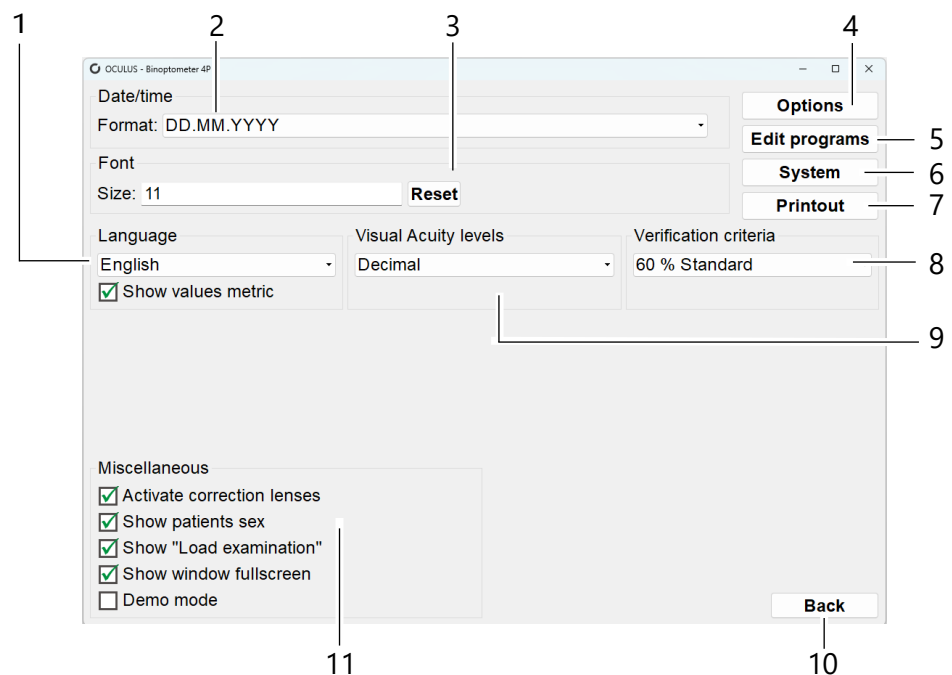 1
2
3
4
OCULUS - Binoptometer 4P
Date/time
Format: DD.MM.YYYY
Options
Edit programs
5
Font
Size: 11
Reset
System
6
Printout
7
Language
Visual Acuity levels
Verification criteria
English
Decimal
60 % Standard
8
Show values metric
9
Miscellaneous
Activate correction lenses
Show patients sex
Show "Load examination"
Show window fullscreen
Demo mode
Back
11
10